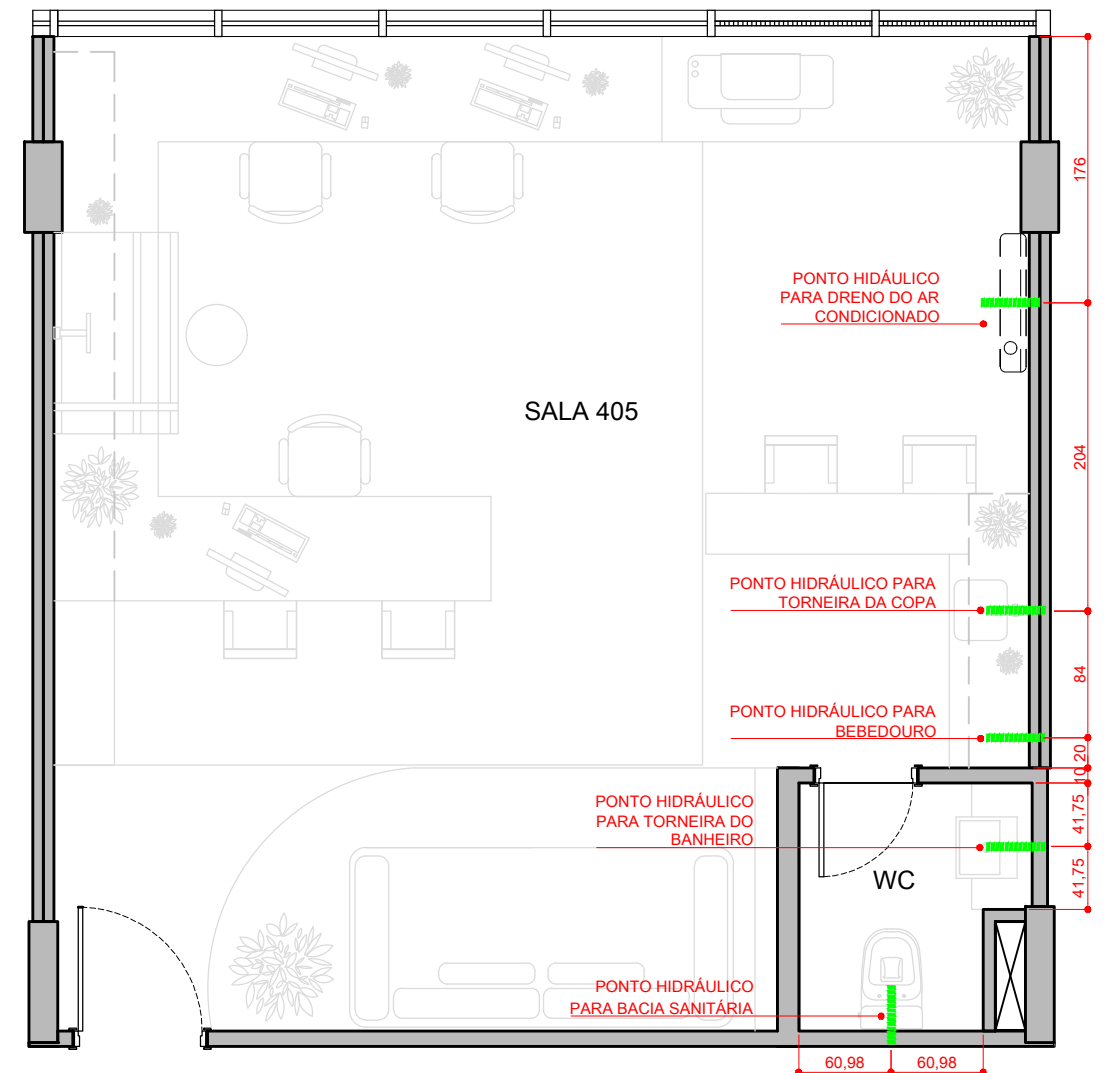 176
PONTO HIDÁULICO
PARA DRENO DO AR
CONDICIONADO
SALA 405
204
PONTO HIDRÁULICO PARA
TORNEIRA DA COPA
84
PONTO HIDRÁULICO PARA
BEBEDOURO
20
10
PONTO HIDRÁULICO
PARA TORNEIRA DO
BANHEIRO
41,75
WC
41,75
PONTO HIDRÁULICO
PARA BACIA SANITÁRIA
60,98
60,98